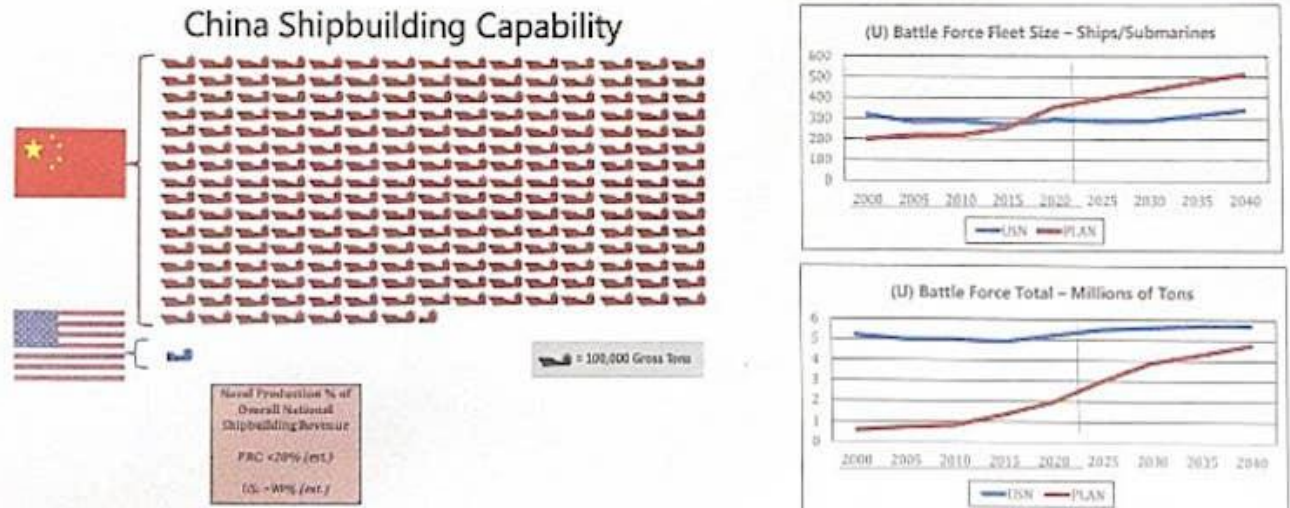 China Shipbuilding Capability
= 100,000 Gross Tons
Naval Production % of
Overall National
Shipbuilding Revenue
PRC <20% (est.)
US: ~90% (est.)
(U) Battle Force Fleet Size – Ships/Submarines
600
500
400
300
200
100
0
2000 2005 2010 2015 2020 2025 2030 2035 2040
USN PLAN
(U) Battle Force Total – Millions of Tons
6
5
4
3
2
1
0
2000 2005 2010 2015 2020 2025 2030 2035 2040
USN PLAN